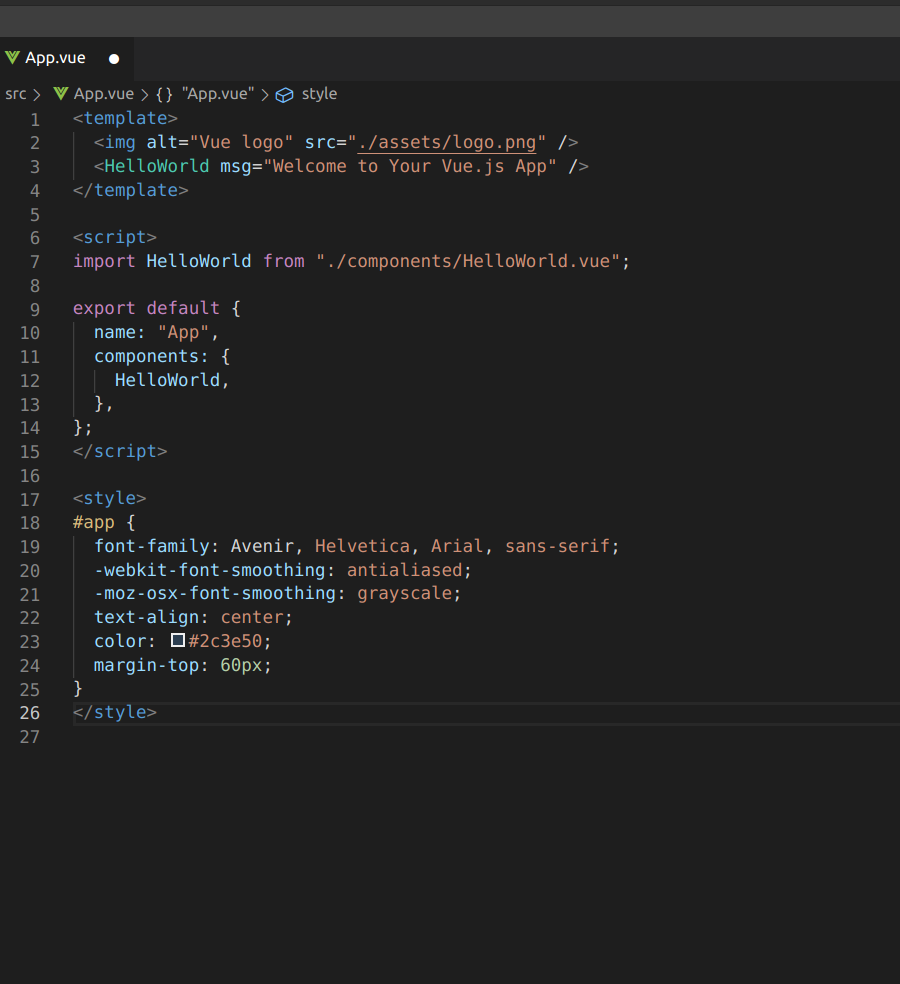 App.vue
src > App.vue > {} "App.vue" > style
1 <template>
2   <img alt="Vue logo" src="./assets/logo.png" />
3   <HelloWorld msg="Welcome to Your Vue.js App" />
4 </template>
5
6 <script>
7 import HelloWorld from "./components/HelloWorld.vue";
8
9 export default {
10   name: "App",
11   components: {
12     HelloWorld,
13   },
14 };
15 </script>
16
17 <style>
18 #app {
19   font-family: Avenir, Helvetica, Arial, sans-serif;
20   -webkit-font-smoothing: antialiased;
21   -moz-osx-font-smoothing: grayscale;
22   text-align: center;
23   color: #2c3e50;
24   margin-top: 60px;
25 }
26 </style>
27